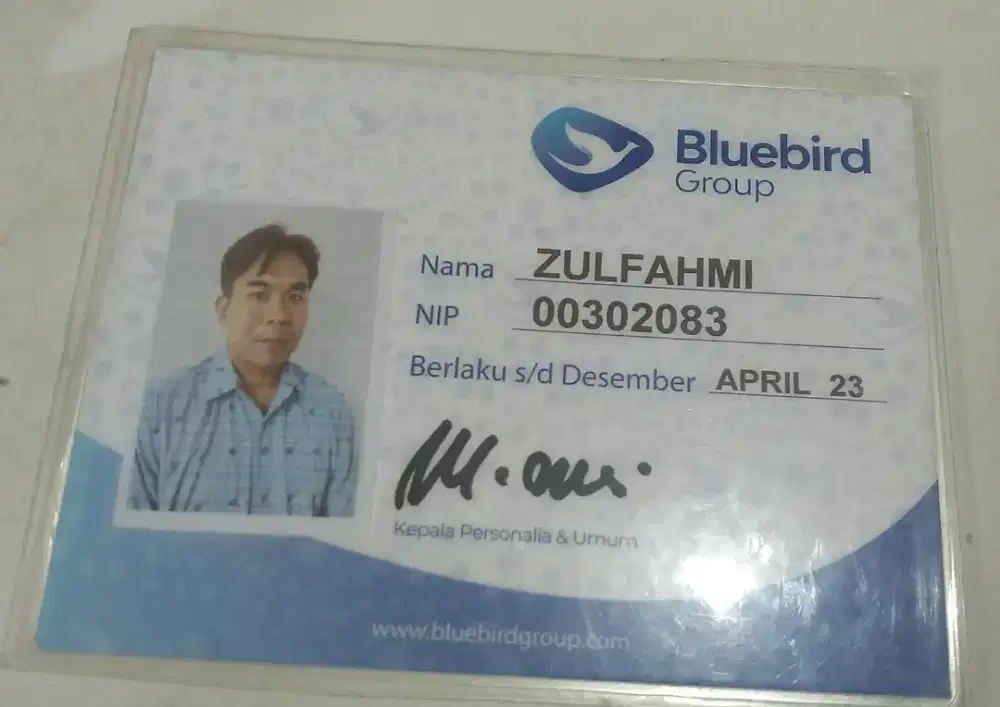 Bluebird
Group
Nama ZULFAHMI
NIP 00302083
Berlaku s/d Desember APRIL 23
Kepala Personalia & Umum
www.bluebirdgroup.com